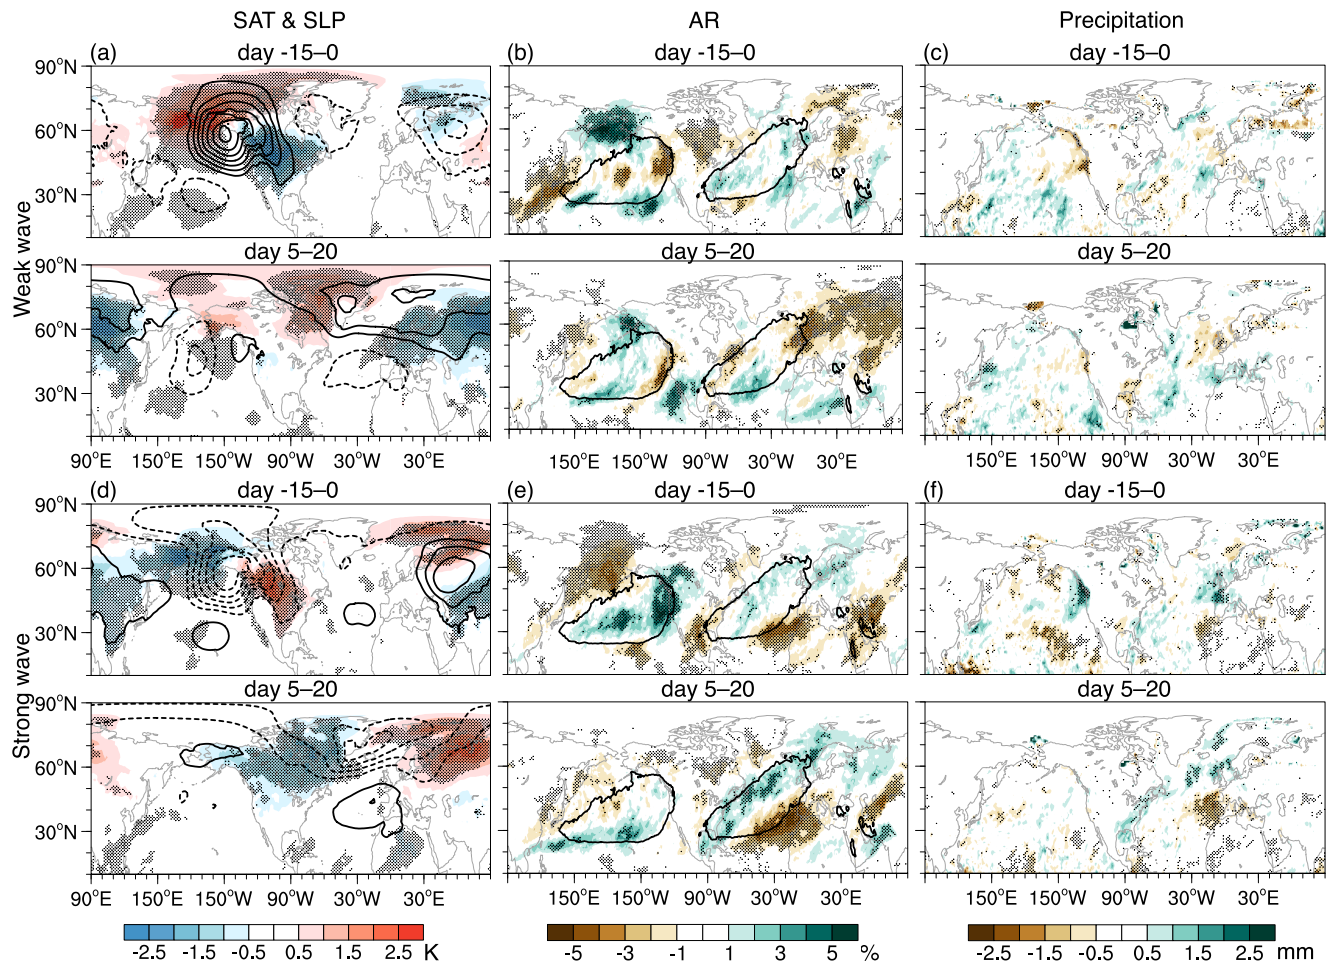 SAT & SLP AR Precipitation
(a) day -15–0 (b) day -15–0 (c) day -15–0
90°N
60°N
30°N
Weak wave
day 5–20 day 5–20 day 5–20
90°N
60°N
30°N
90°E 150°E 150°W 90°W 30°W 30°E 150°E 150°W 90°W 30°W 30°E 150°E 150°W 90°W 30°W 30°E
(d) day -15–0 (e) day -15–0 (f) day -15–0
90°N
60°N
30°N
Strong wave
day 5–20 day 5–20 day 5–20
90°N
60°N
30°N
90°E 150°E 150°W 90°W 30°W 30°E 150°E 150°W 90°W 30°W 30°E 150°E 150°W 90°W 30°W 30°E
-2.5 -1.5 -0.5 0.5 1.5 2.5 K -5 -3 -1 1 3 5 % -2.5 -1.5 -0.5 0.5 1.5 2.5 mm